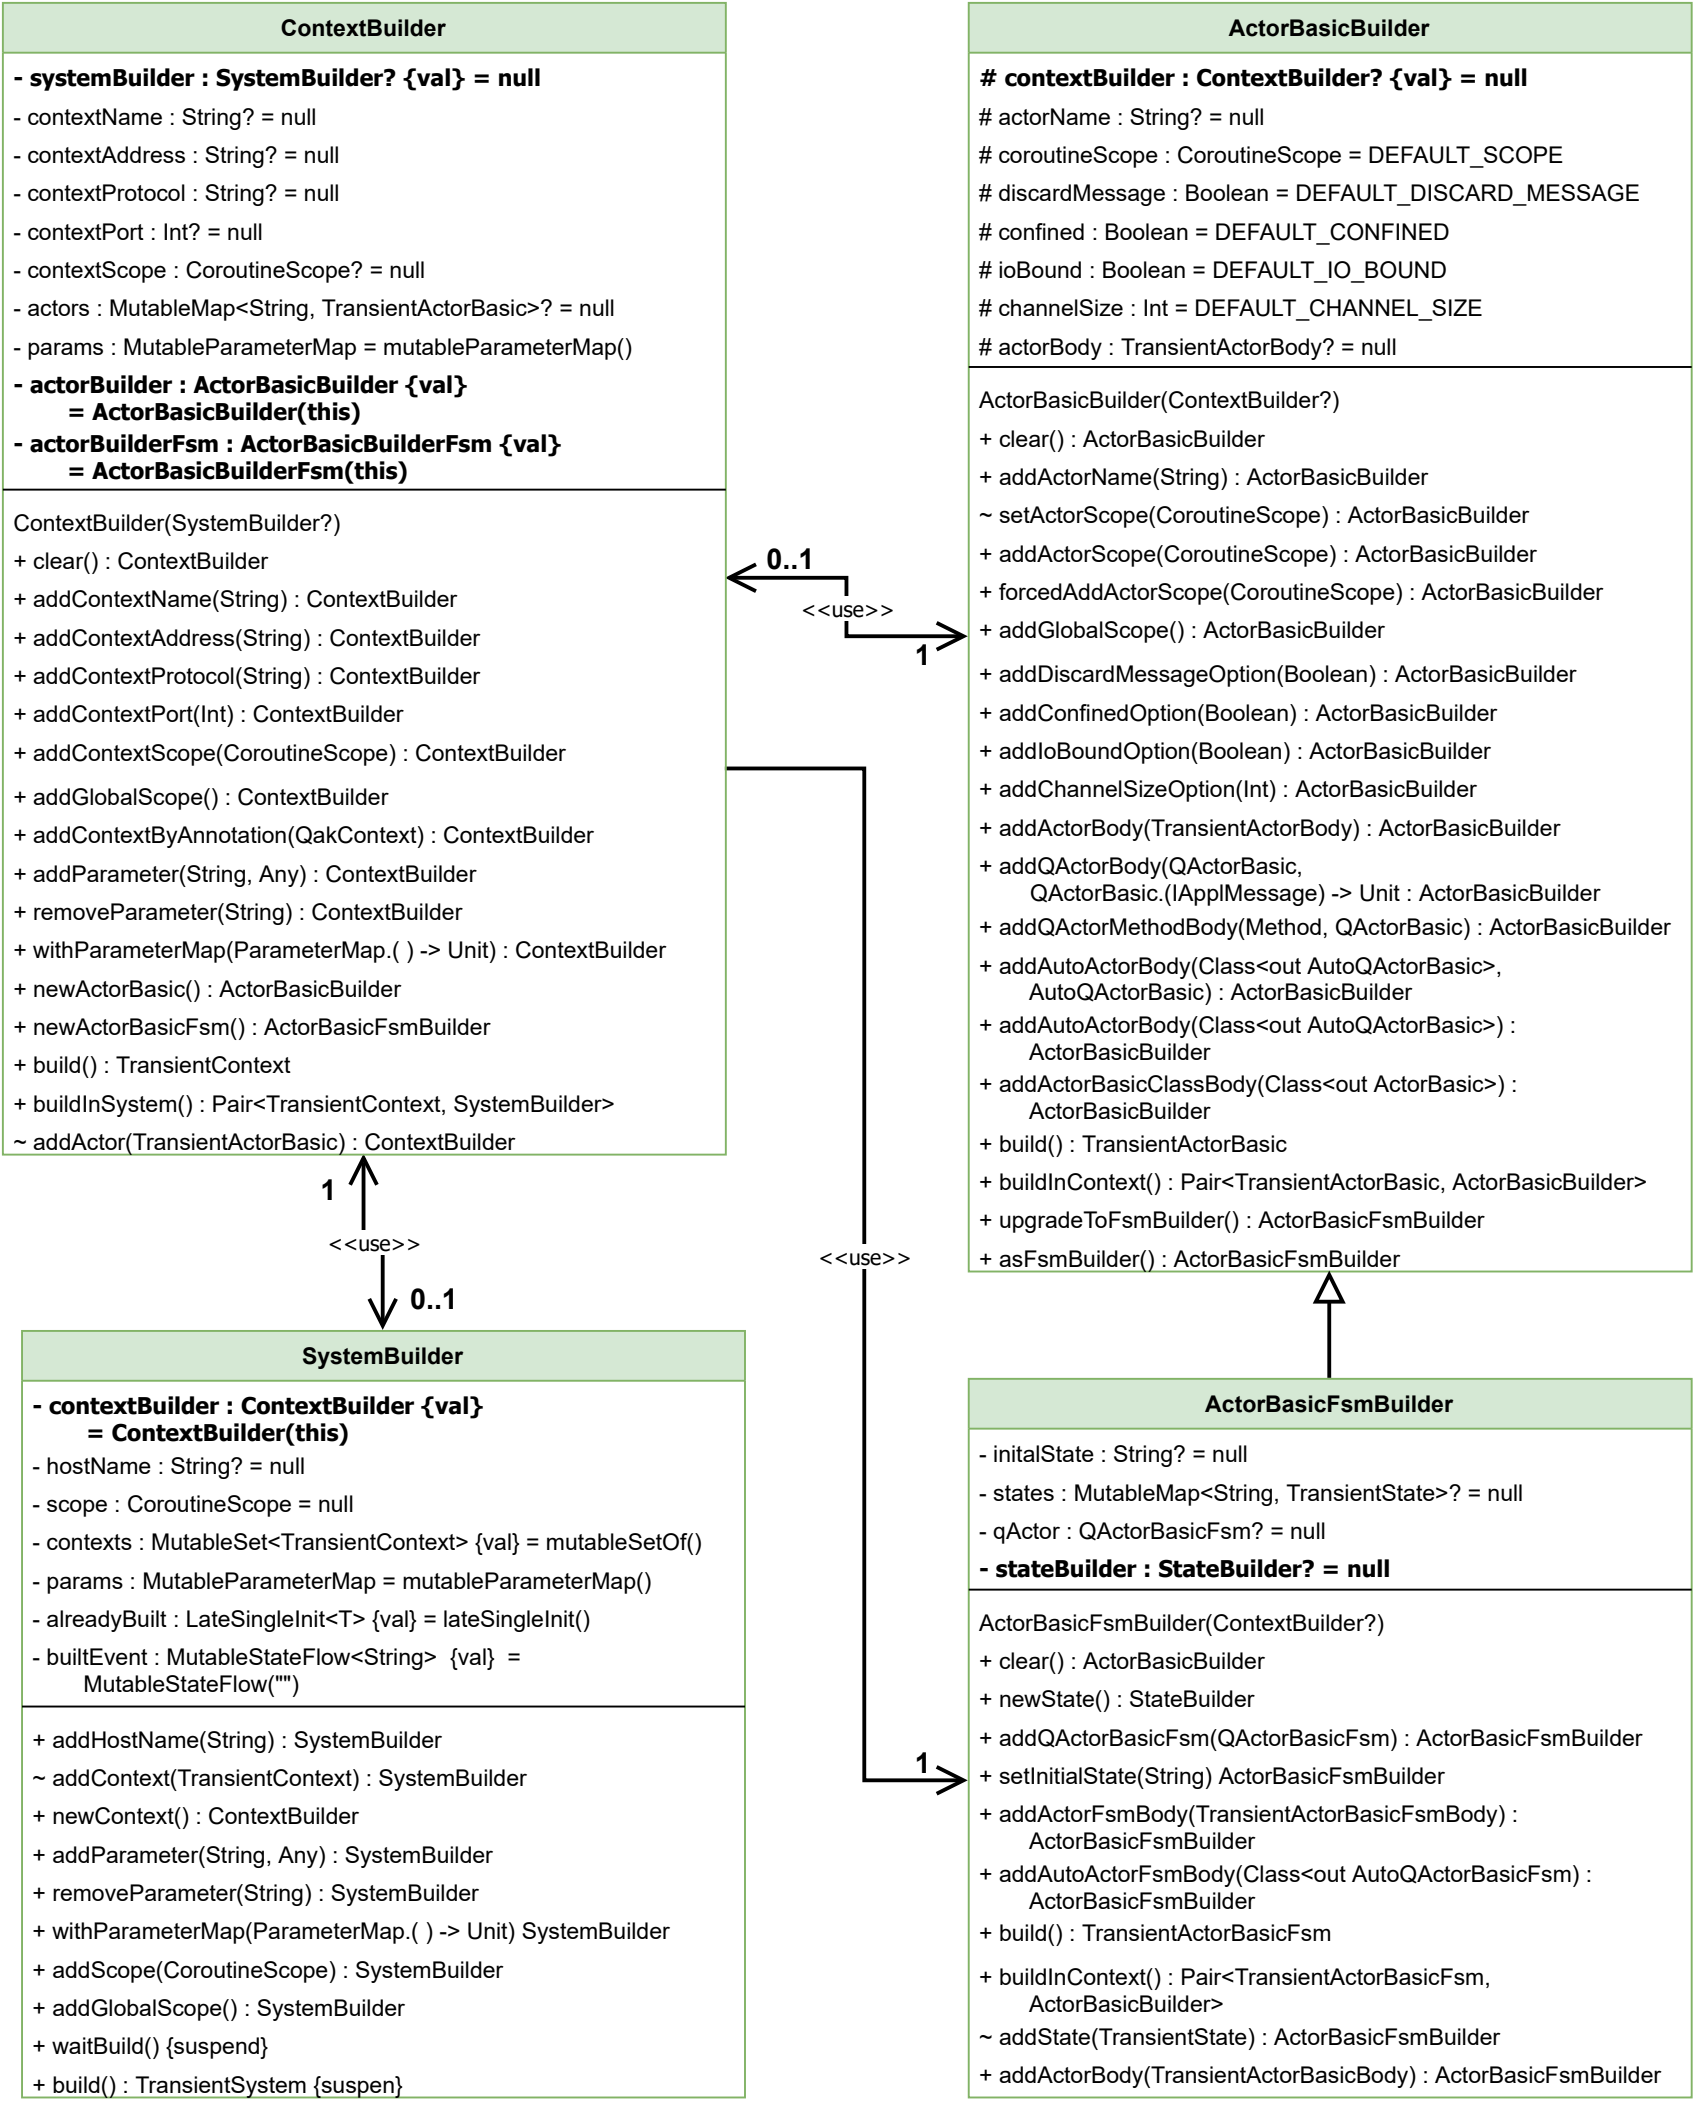 ContextBuilder
- systemBuilder : SystemBuilder? {val} = null
- contextName : String? = null
- contextAddress : String? = null
- contextProtocol : String? = null
- contextPort : Int? = null
- contextScope : CoroutineScope? = null
- actors : MutableMap<String, TransientActorBasic>? = null
- params : MutableParameterMap = mutableParameterMap()
- actorBuilder : ActorBasicBuilder {val}
= ActorBasicBuilder(this)
- actorBuilderFsm : ActorBasicBuilderFsm {val}
= ActorBasicBuilderFsm(this)
ContextBuilder(SystemBuilder?)
+ clear() : ContextBuilder
+ addContextName(String) : ContextBuilder
+ addContextAddress(String) : ContextBuilder
+ addContextProtocol(String) : ContextBuilder
+ addContextPort(Int) : ContextBuilder
+ addContextScope(CoroutineScope) : ContextBuilder
+ addGlobalScope() : ContextBuilder
+ addContextByAnnotation(QakContext) : ContextBuilder
+ addParameter(String, Any) : ContextBuilder
+ removeParameter(String) : ContextBuilder
+ withParameterMap(ParameterMap.( ) -> Unit) : ContextBuilder
+ newActorBasic() : ActorBasicBuilder
+ newActorBasicFsm() : ActorBasicFsmBuilder
+ build() : TransientContext
+ buildInSystem() : Pair<TransientContext, SystemBuilder>
~ addActor(TransientActorBasic) : ContextBuilder
ActorBasicBuilder
# contextBuilder : ContextBuilder? {val} = null
# actorName : String? = null
# coroutineScope : CoroutineScope = DEFAULT_SCOPE
# discardMessage : Boolean = DEFAULT_DISCARD_MESSAGE
# confined : Boolean = DEFAULT_CONFINED
# ioBound : Boolean = DEFAULT_IO_BOUND
# channelSize : Int = DEFAULT_CHANNEL_SIZE
# actorBody : TransientActorBody? = null
ActorBasicBuilder(ContextBuilder?)
+ clear() : ActorBasicBuilder
+ addActorName(String) : ActorBasicBuilder
~ setActorScope(CoroutineScope) : ActorBasicBuilder
+ addActorScope(CoroutineScope) : ActorBasicBuilder
+ forcedAddActorScope(CoroutineScope) : ActorBasicBuilder
+ addGlobalScope() : ActorBasicBuilder
+ addDiscardMessageOption(Boolean) : ActorBasicBuilder
+ addConfinedOption(Boolean) : ActorBasicBuilder
+ addIoBoundOption(Boolean) : ActorBasicBuilder
+ addChannelSizeOption(Int) : ActorBasicBuilder
+ addActorBody(TransientActorBody) : ActorBasicBuilder
+ addQActorBody(QActorBasic,
QActorBasic.(IApplMessage) -> Unit : ActorBasicBuilder
+ addQActorMethodBody(Method, QActorBasic) : ActorBasicBuilder
+ addAutoActorBody(Class<out AutoQActorBasic>,
AutoQActorBasic) : ActorBasicBuilder
+ addAutoActorBody(Class<out AutoQActorBasic>) :
ActorBasicBuilder
+ addActorBasicClassBody(Class<out ActorBasic>) :
ActorBasicBuilder
+ build() : TransientActorBasic
+ buildInContext() : Pair<TransientActorBasic, ActorBasicBuilder>
+ upgradeToFsmBuilder() : ActorBasicFsmBuilder
+ asFsmBuilder() : ActorBasicFsmBuilder
0..1
<<use>>
1
1
<<use>>
0..1
<<use>>
1
SystemBuilder
- contextBuilder : ContextBuilder {val}
= ContextBuilder(this)
- hostName : String? = null
- scope : CoroutineScope = null
- contexts : MutableSet<TransientContext> {val} = mutableSetOf()
- params : MutableParameterMap = mutableParameterMap()
- alreadyBuilt : LateSingleInit<T> {val} = lateSingleInit()
- builtEvent : MutableStateFlow<String> {val} =
MutableStateFlow("")
+ addHostName(String) : SystemBuilder
~ addContext(TransientContext) : SystemBuilder
+ newContext() : ContextBuilder
+ addParameter(String, Any) : SystemBuilder
+ removeParameter(String) : SystemBuilder
+ withParameterMap(ParameterMap.( ) -> Unit) SystemBuilder
+ addScope(CoroutineScope) : SystemBuilder
+ addGlobalScope() : SystemBuilder
+ waitBuild() {suspend}
+ build() : TransientSystem {suspen}
ActorBasicFsmBuilder
- initalState : String? = null
- states : MutableMap<String, TransientState>? = null
- qActor : QActorBasicFsm? = null
- stateBuilder : StateBuilder? = null
ActorBasicFsmBuilder(ContextBuilder?)
+ clear() : ActorBasicBuilder
+ newState() : StateBuilder
+ addQActorBasicFsm(QActorBasicFsm) : ActorBasicFsmBuilder
+ setInitialState(String) ActorBasicFsmBuilder
+ addActorFsmBody(TransientActorBasicFsmBody) :
ActorBasicFsmBuilder
+ addAutoActorFsmBody(Class<out AutoQActorBasicFsm) :
ActorBasicFsmBuilder
+ build() : TransientActorBasicFsm
+ buildInContext() : Pair<TransientActorBasicFsm,
ActorBasicBuilder>
~ addState(TransientState) : ActorBasicFsmBuilder
+ addActorBody(TransientActorBasicBody) : ActorBasicFsmBuilder